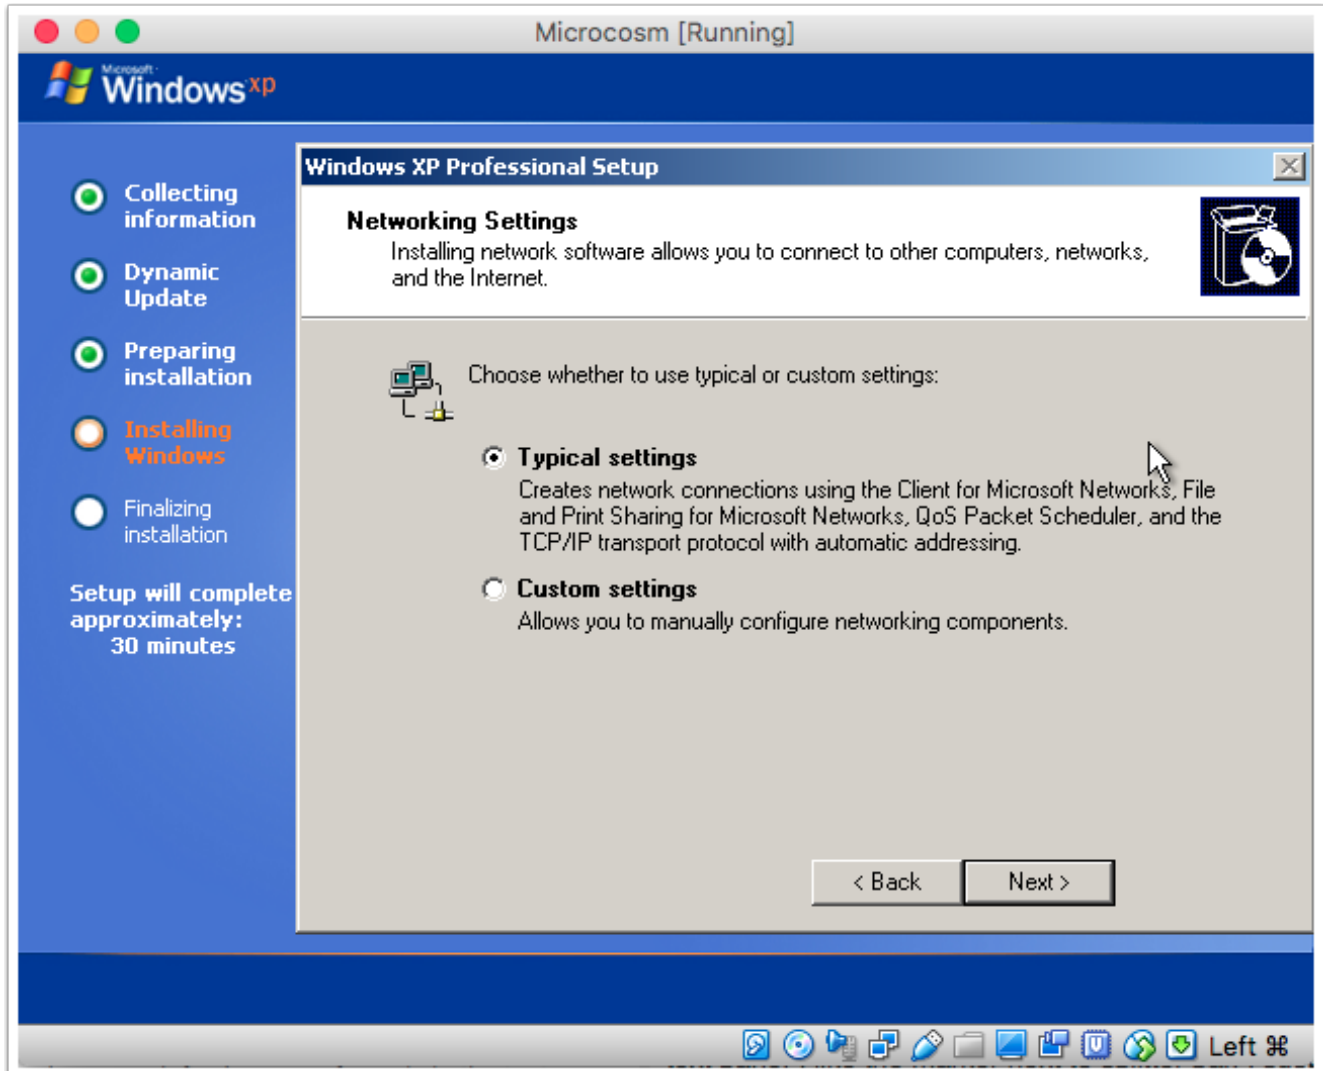 Microcosm [Running]
Microsoft
Windows xp
Windows XP Professional Setup
Collecting
information
Dynamic
Update
Preparing
installation
Installing
Windows
Finalizing
installation
Setup will complete
approximately:
30 minutes
Networking Settings
Installing network software allows you to connect to other computers, networks,
and the Internet.
Choose whether to use typical or custom settings:
Typical settings
Creates network connections using the Client for Microsoft Networks, File
and Print Sharing for Microsoft Networks, QoS Packet Scheduler, and the
TCP/IP transport protocol with automatic addressing.
Custom settings
Allows you to manually configure networking components.
< Back
Next >
Left ⌘